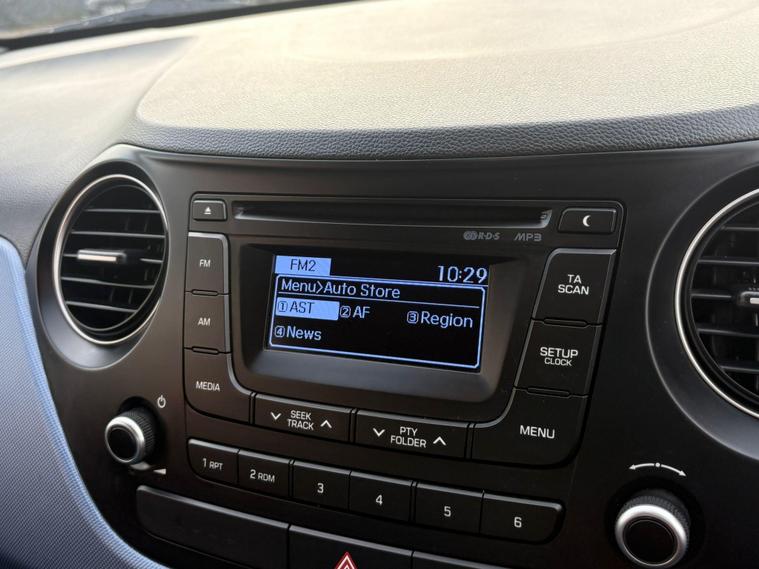 R·D·S MP3
FM
AM
MEDIA
FM2 10:29
Menu>Auto Store
①AST ②AF ③Region
④News
TA
SCAN
SETUP
CLOCK
MENU
SEEK
TRACK
PTY
FOLDER
1 RPT 2 RDM 3 4 5 6